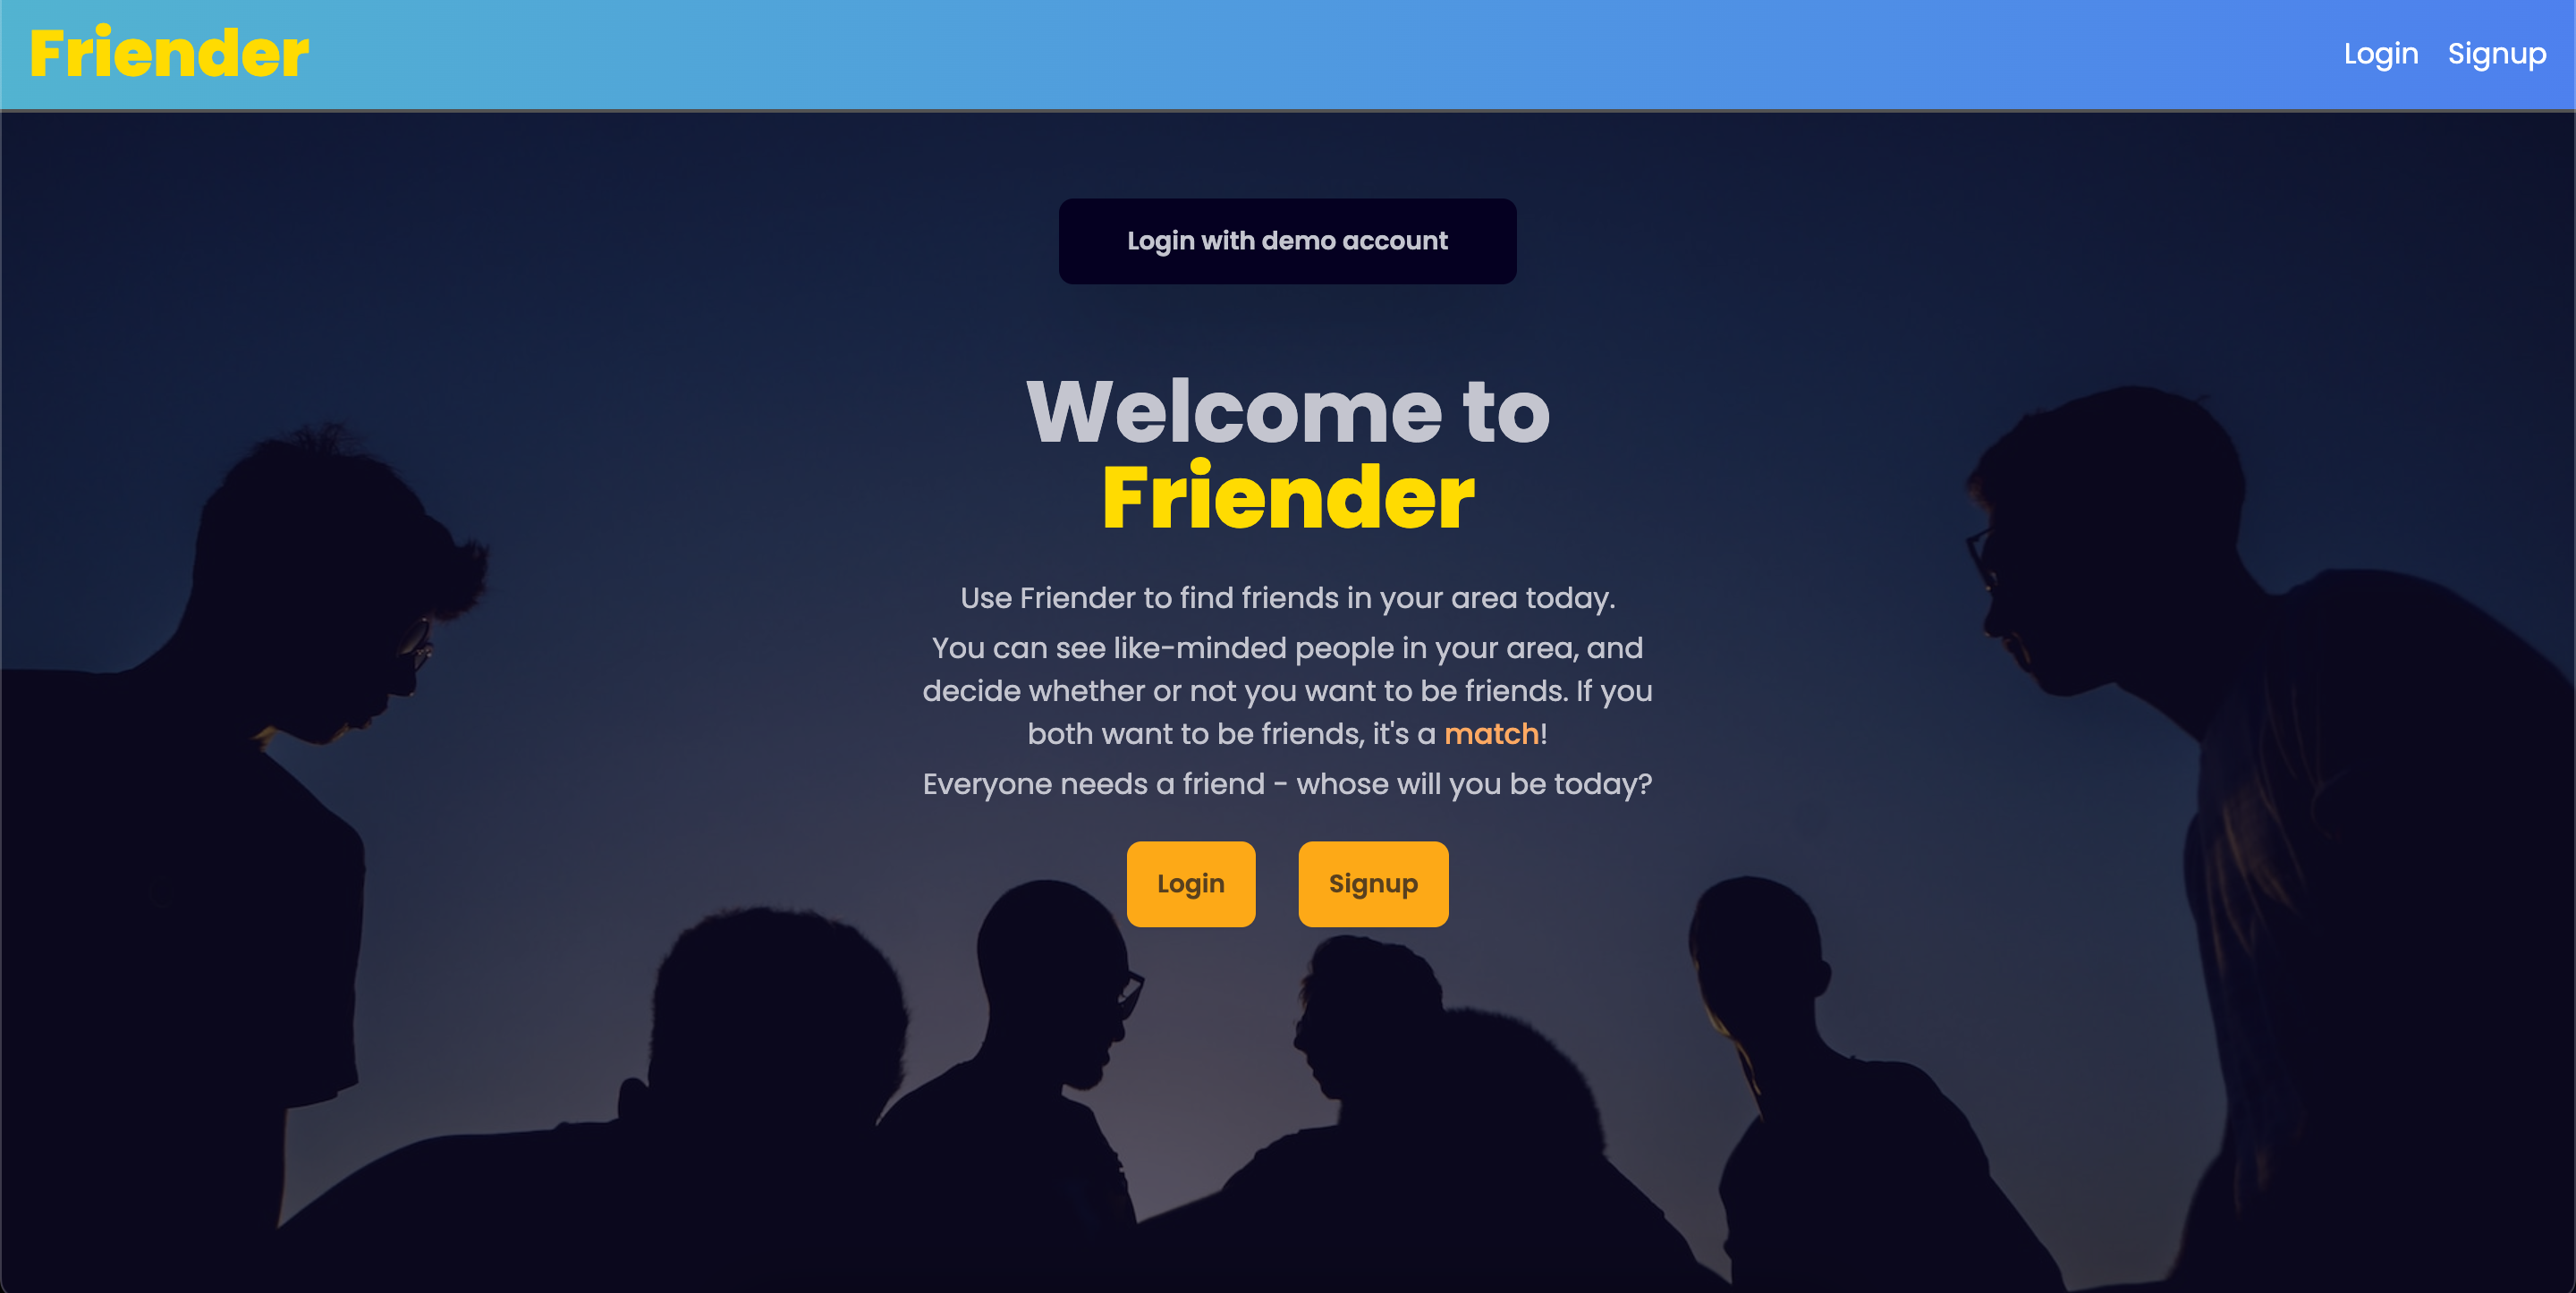 Friender
Login Signup
Login with demo account
Welcome to
Friender
Use Friender to find friends in your area today.
You can see like-minded people in your area, and
decide whether or not you want to be friends. If you
both want to be friends, it's a match!
Everyone needs a friend - whose will you be today?
Login Signup